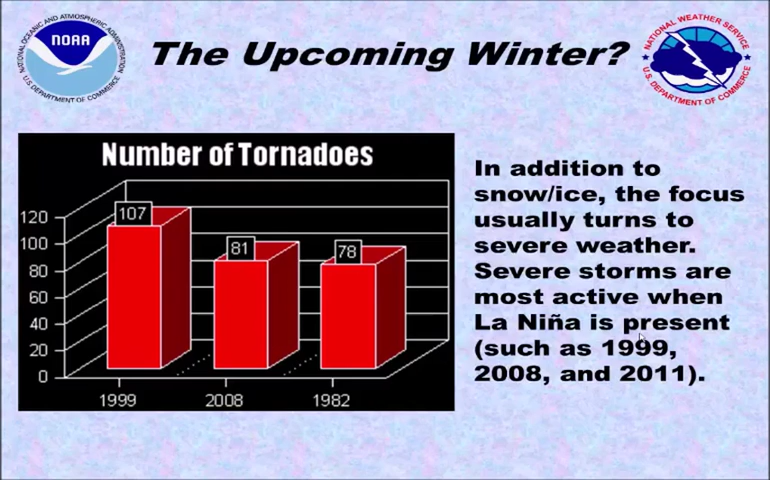 NATIONAL OCEANIC AND ATMOSPHERIC ADMINISTRATION
NOAA
U.S. DEPARTMENT OF COMMERCE
The Upcoming Winter?
NATIONAL WEATHER SERVICE
U.S. DEPARTMENT OF COMMERCE
Number of Tornadoes
120
100
80
60
40
20
0
107
81
78
1999
2008
1982
In addition to
snow/ice, the focus
usually turns to
severe weather.
Severe storms are
most active when
La Niña is present
(such as 1999,
2008, and 2011).